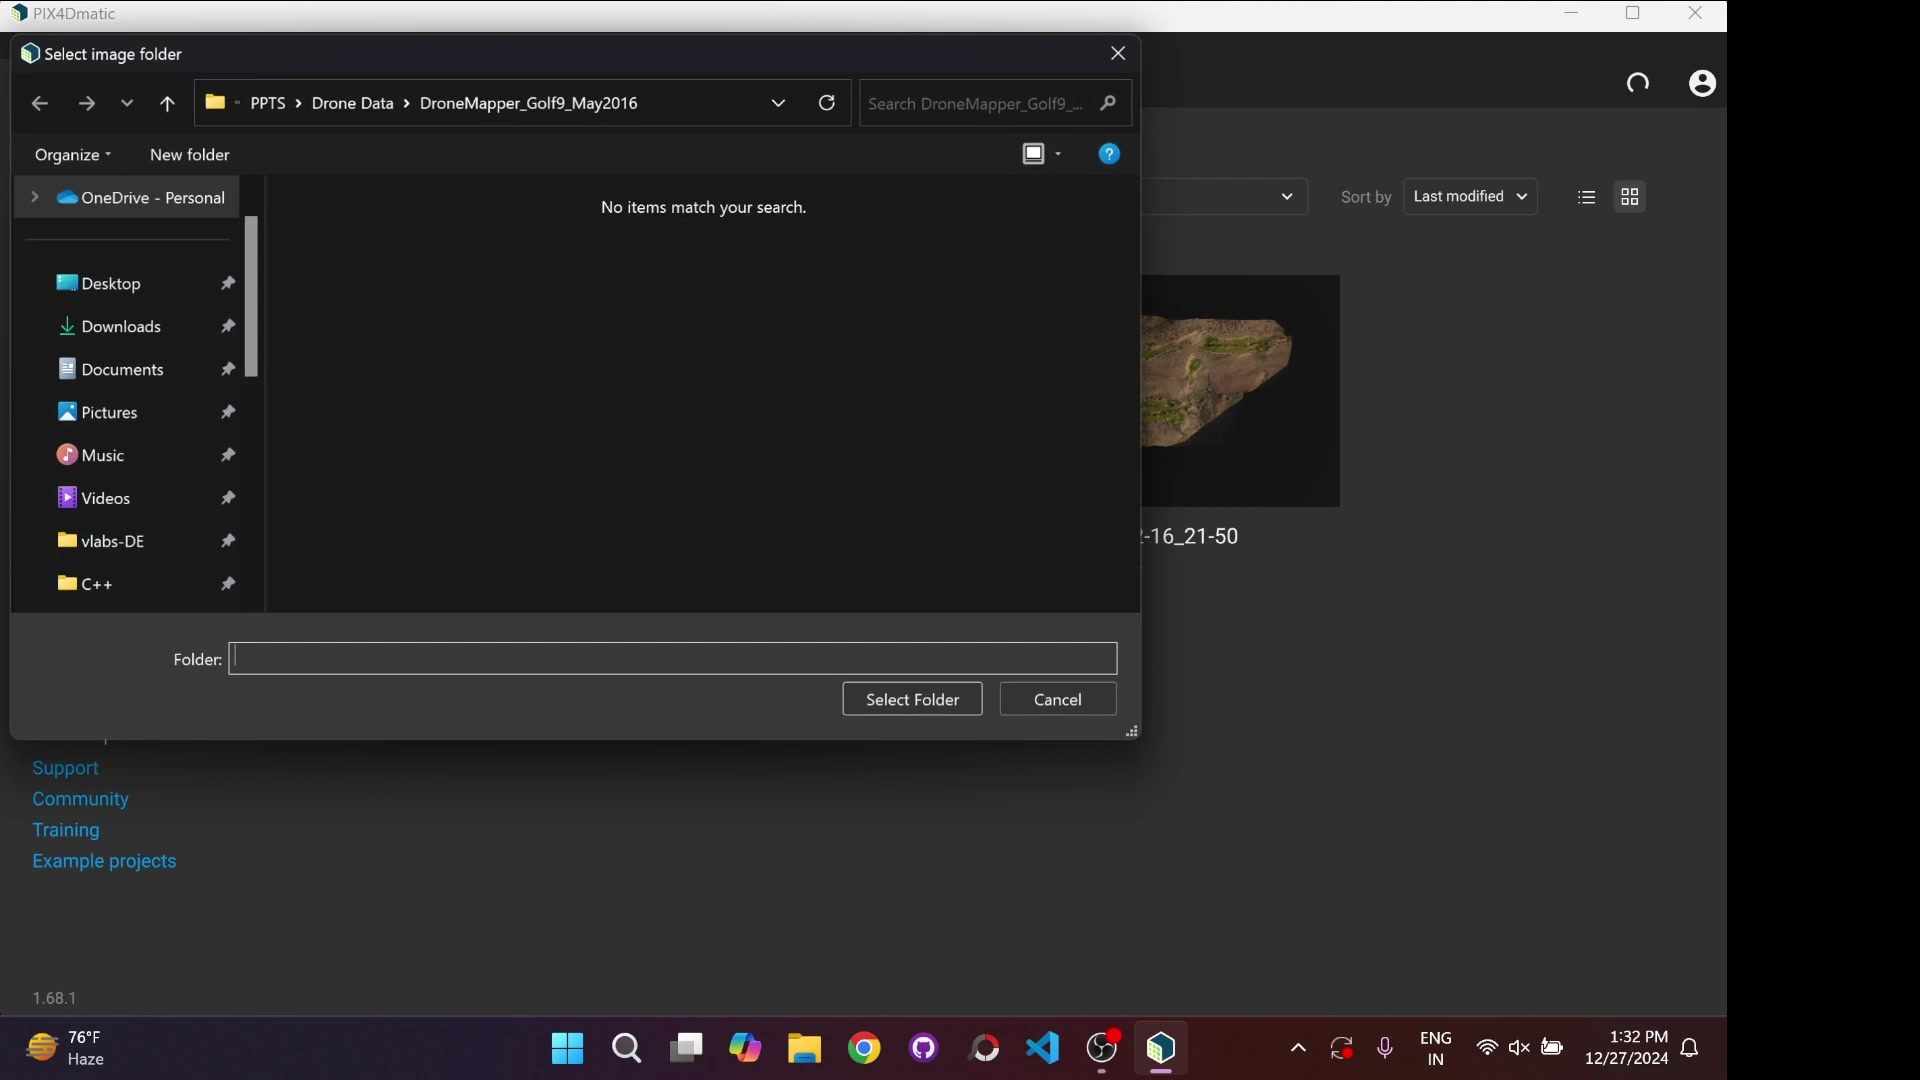 PIX4Dmatic
Select image folder
PPTS > Drone Data > DroneMapper_Golf9_May2016
Search DroneMapper_Golf9_...
Organize
New folder
OneDrive - Personal
No items match your search.
Sort by
Last modified
Desktop
Downloads
Documents
Pictures
Music
Videos
vlabs-DE
C++
-16_21-50
Folder:
Select Folder
Cancel
Support
Community
Training
Example projects
1.68.1
76°F
Haze
ENG
IN
1:32 PM
12/27/2024